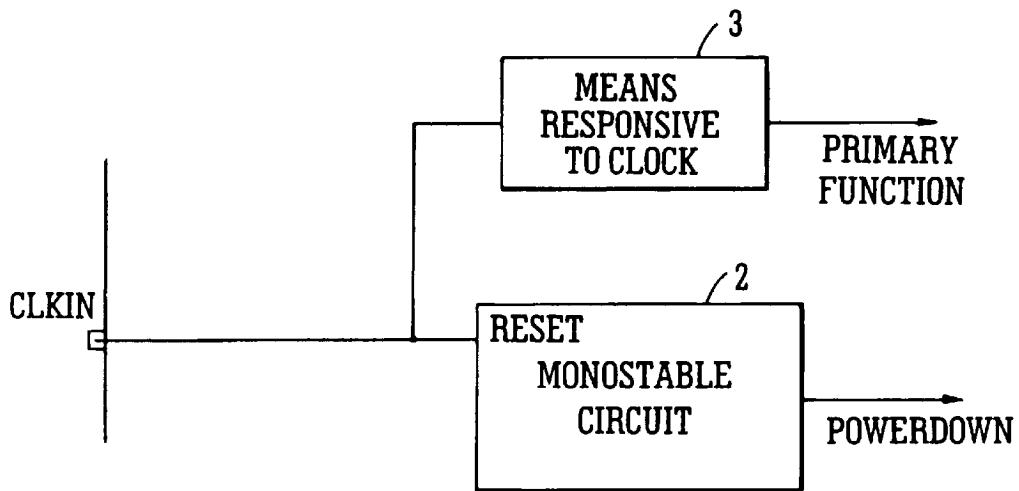 3
MEANS
RESPONSIVE
TO CLOCK
PRIMARY
FUNCTION
2
CLKIN
RESET
MONOSTABLE
CIRCUIT
POWERDOWN